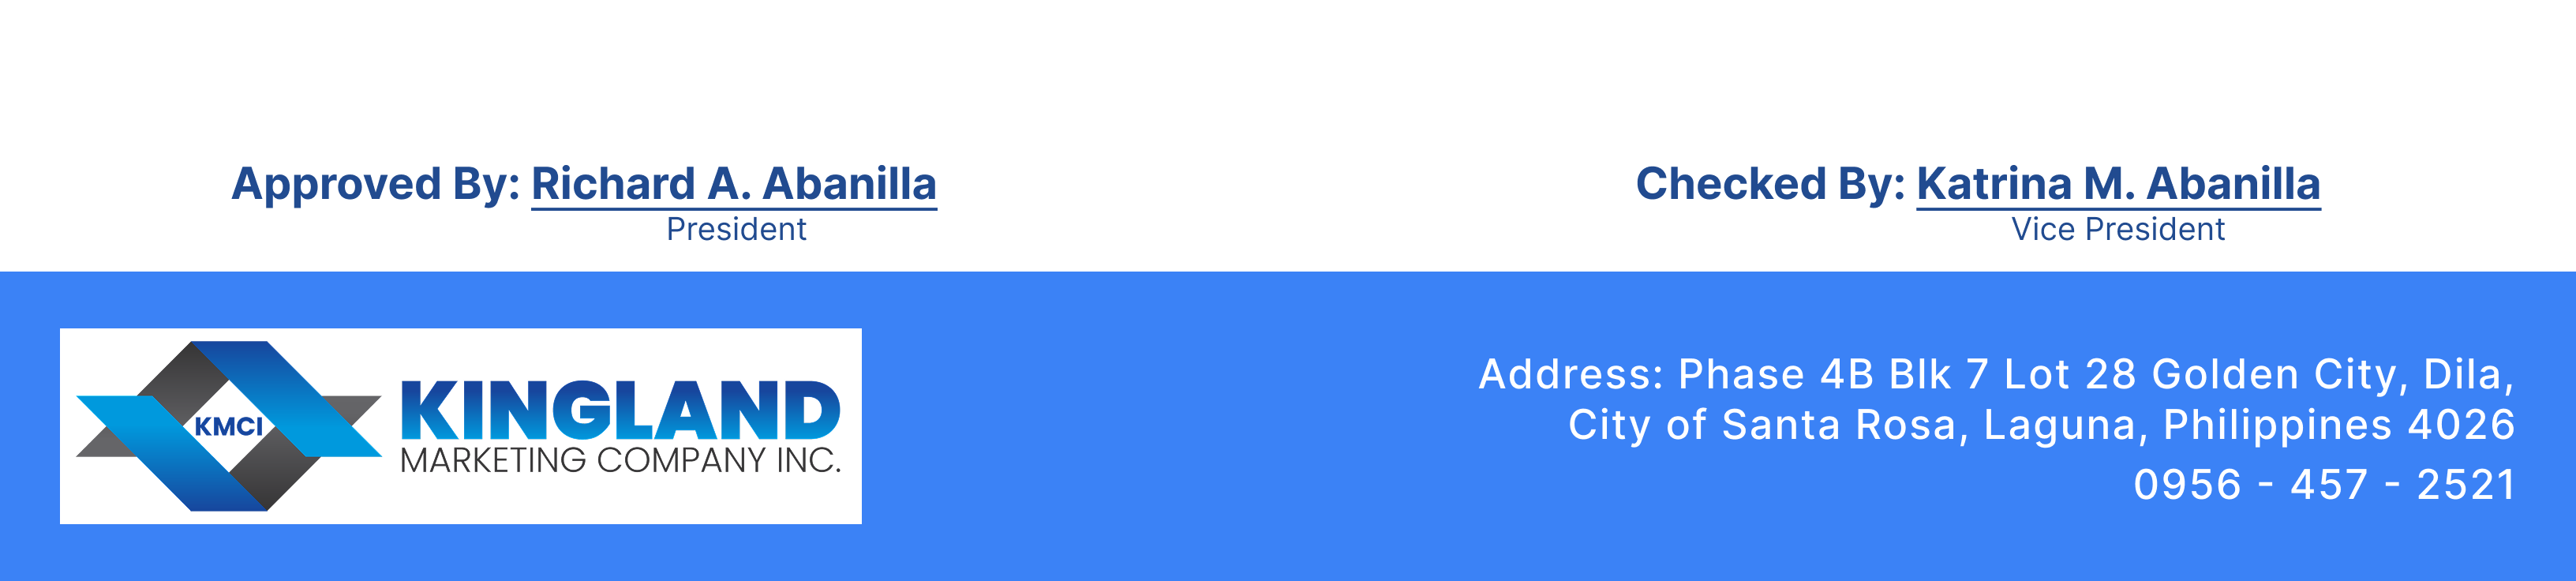 Approved By: Richard A. Abanilla
President
Checked By: Katrina M. Abanilla
Vice President
KMCI
KINGLAND
MARKETING COMPANY INC.
Address: Phase 4B Blk 7 Lot 28 Golden City, Dila,
City of Santa Rosa, Laguna, Philippines 4026
0956 - 457 - 2521